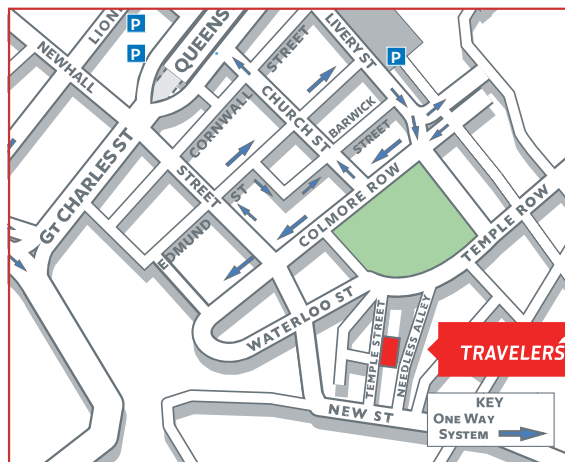 LION
P
P
QUEENS
LIVERY ST
P
NEWHALL
STREET
CORNWALL
STREET
CHURCH ST
BARWICK
STREET
GT CHARLES ST
EDMUND
ST
COLMORE ROW
TEMPLE ROW
WATERLOO ST
TEMPLE STREET
NEEDLESS ALLEY
TRAVELERS
NEW ST
KEY
ONE WAY
SYSTEM